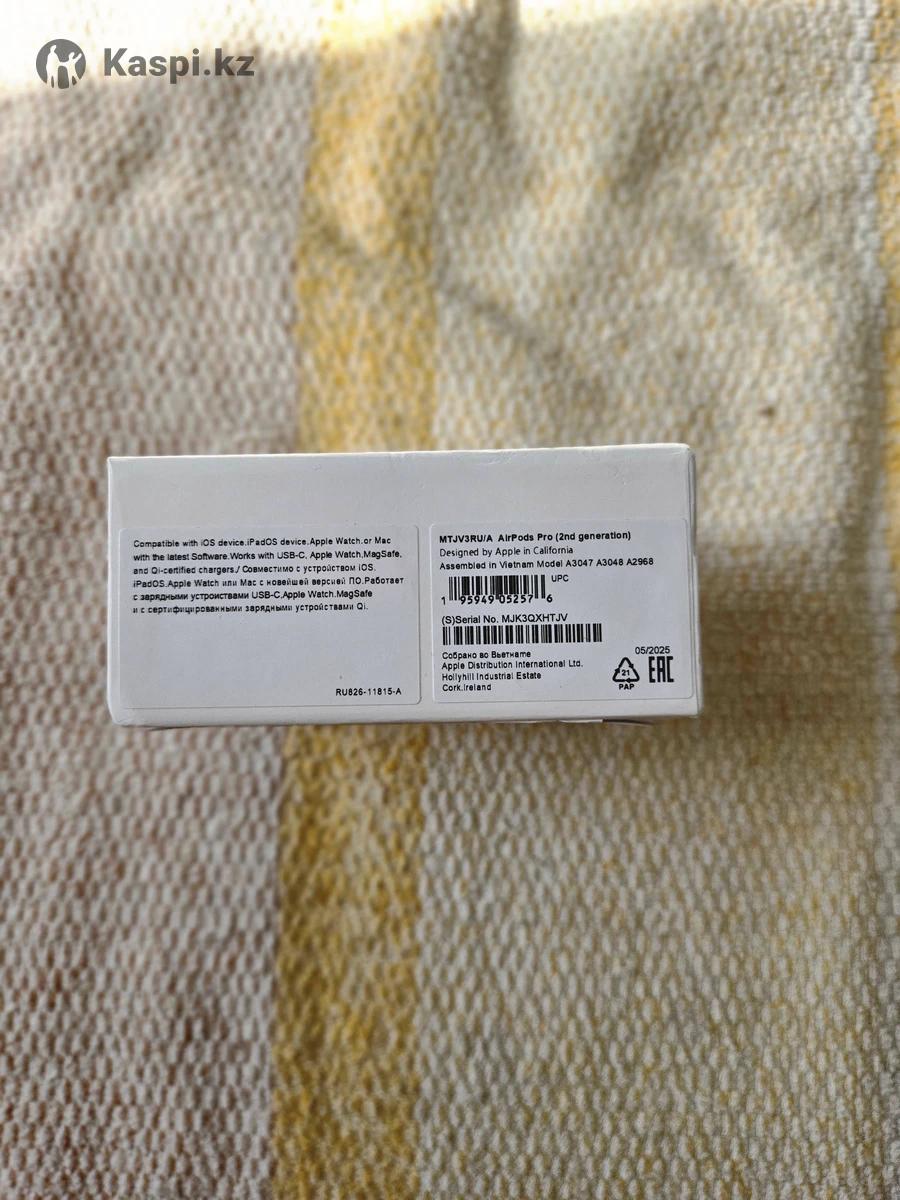 Kaspi.kz
Compatible with iOS device.iPadOS device.Apple Watch.or Mac
with the latest Software.Works with USB-C, Apple Watch.MagSafe,
and Qi-certified chargers./ Совместимо с устройством iOS.
iPadOS.Apple Watch или Mac с новейшей версией ПО.Работает
с зарядными устроиствами USB-C,Apple Watch.MagSafe
и с сертифицированными зарядными устройствами Qi.
RU826-11815-A
MTJV3RU/A AirPods Pro (2nd generation)
Designed by Apple in California
Assembled in Vietnam Model A3047 A3048 A2968
UPC
1 95949 05257 6
(S)Serial No. MJK3QXHTJV
Собрано во Вьетнаме
Apple Distribution International Ltd.
Hollyhill Industrial Estate
Cork.Ireland
05/2025
21
PAP
EAC